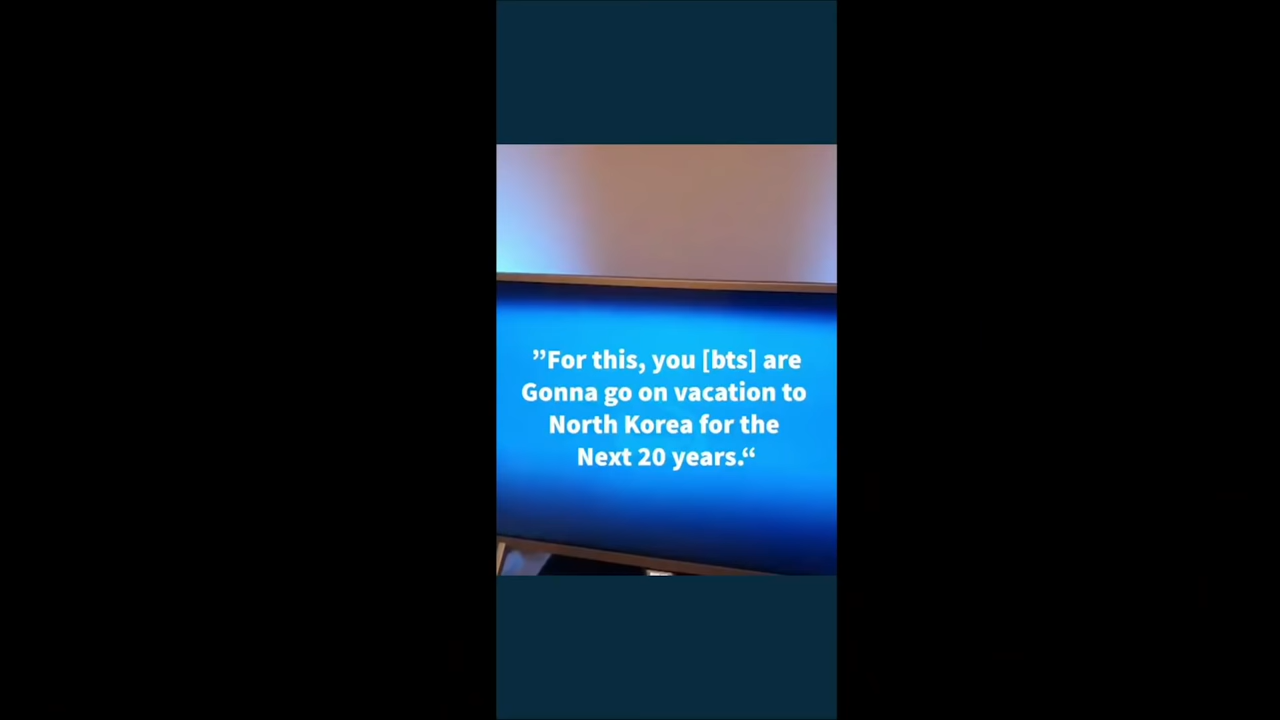 ”For this, you [bts] are
Gonna go on vacation to
North Korea for the
Next 20 years.“